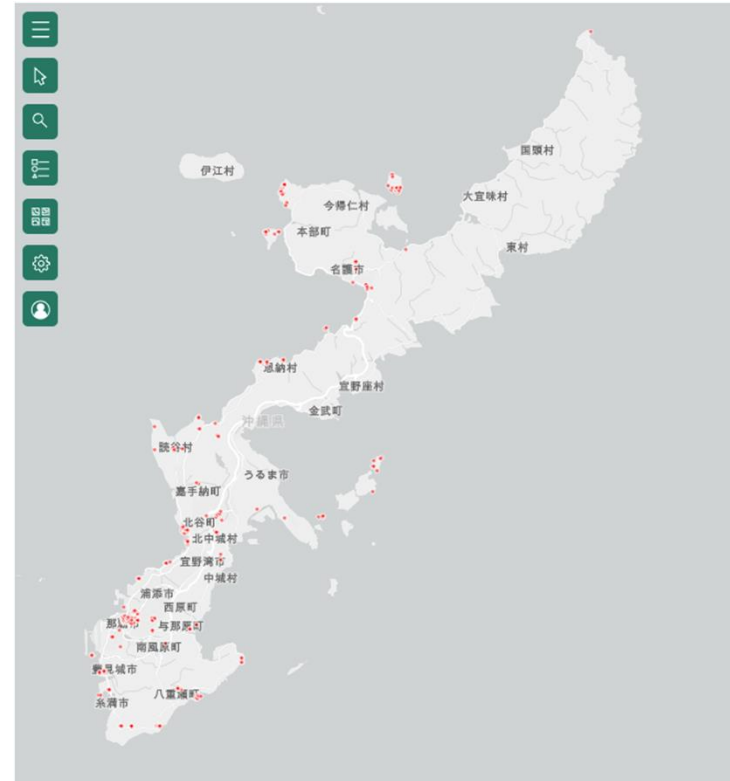 国頭村
伊江村
大宜味村
今帰仁村
本部町
東村
名護市
恩納村
宜野座村
金武町
沖縄県
読谷村
うるま市
嘉手納町
北谷町
北中城村
宜野湾市
中城村
浦添市
西原町
那覇市
与那原町
南風原町
豊見城市
八重瀬町
糸満市